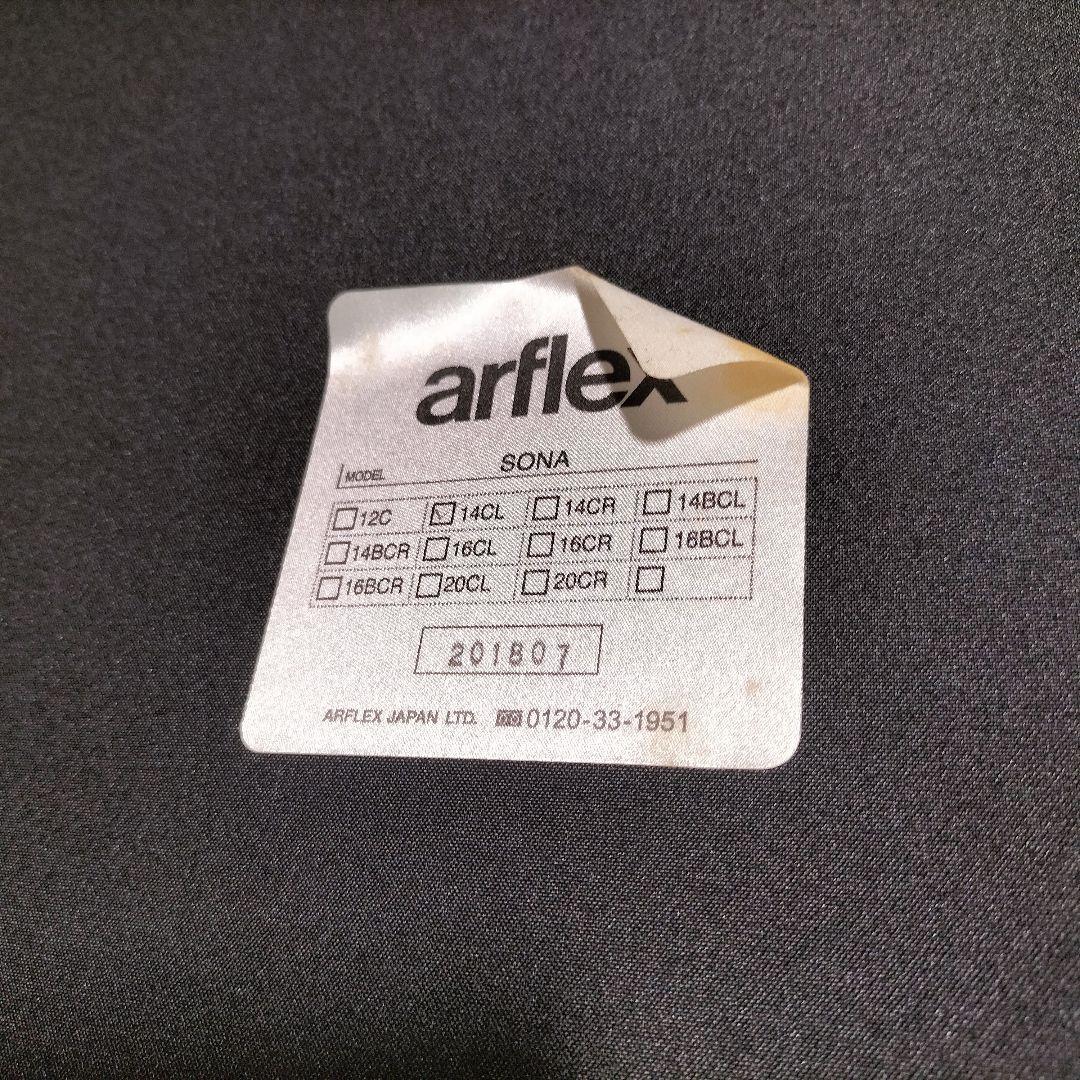 arflex
MODEL SONA
☐12C ☑14CL ☐14CR ☐14BCL
☐14BCR ☐16CL ☐16CR ☐16BCL
☐16BCR ☐20CL ☐20CR ☐
201807
ARFLEX JAPAN LTD. 0120-33-1951